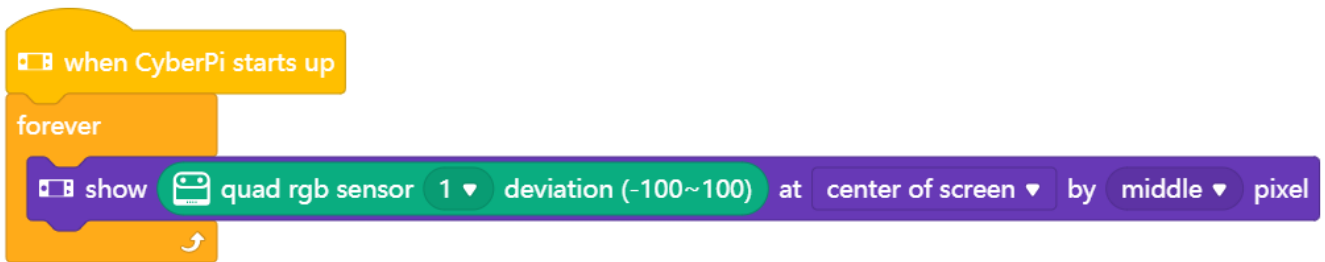 when CyberPi starts up
forever
show quad rgb sensor 1 deviation (-100~100) at center of screen by middle pixel